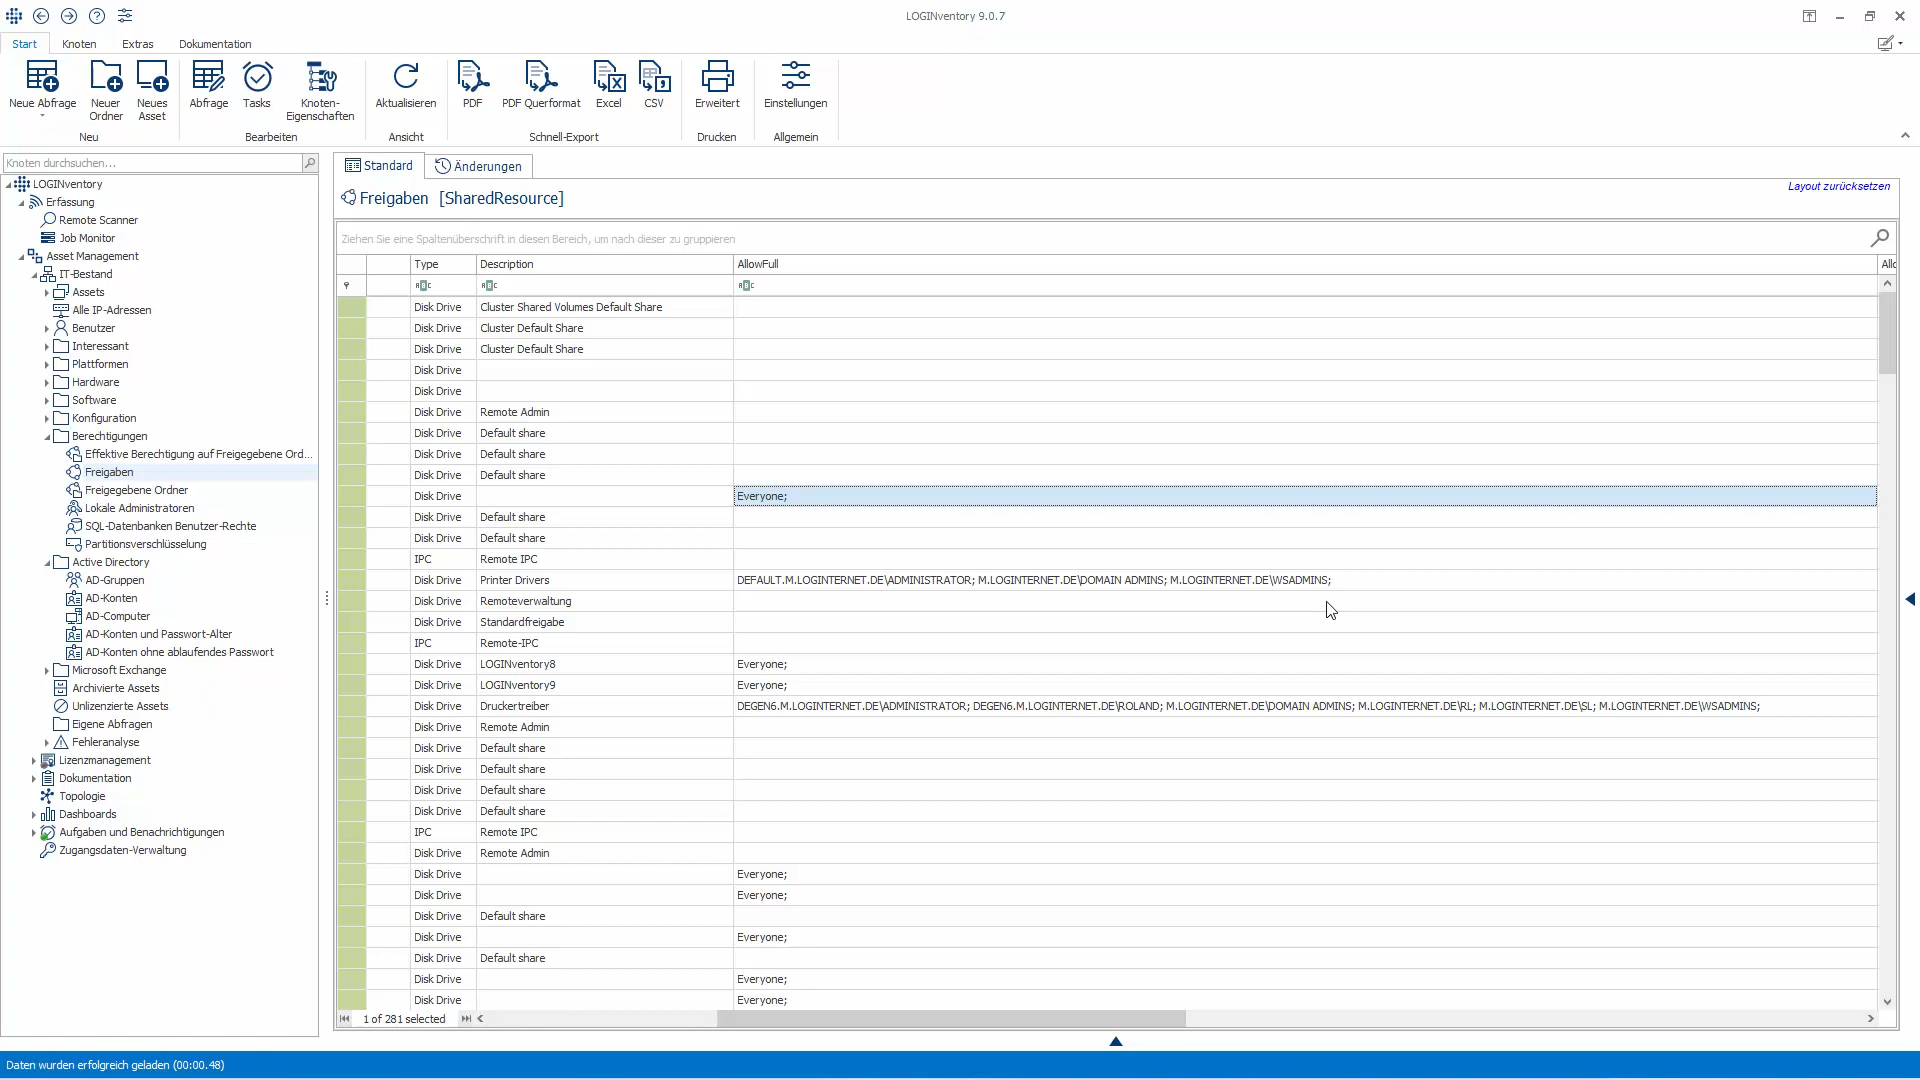 LOGINventory 9.0.7
Start Knoten Extras Dokumentation
Neue Abfrage
Neuer Ordner
Neues Asset
Neu
Abfrage
Tasks
Knoten-Eigenschaften
Bearbeiten
Aktualisieren
Ansicht
PDF
PDF Querformat
Excel
CSV
Schnell-Export
Erweitert
Drucken
Einstellungen
Allgemein
Knoten durchsuchen...
LOGINventory
Erfassung
Remote Scanner
Job Monitor
Asset Management
IT-Bestand
Assets
Alle IP-Adressen
Benutzer
Interessant
Plattformen
Hardware
Software
Konfiguration
Berechtigungen
Effektive Berechtigung auf Freigegebene Ord...
Freigaben
Freigegebene Ordner
Lokale Administratoren
SQL-Datenbanken Benutzer-Rechte
Partitionsverschlüsselung
Active Directory
AD-Gruppen
AD-Konten
AD-Computer
AD-Konten und Passwort-Alter
AD-Konten ohne ablaufendes Passwort
Microsoft Exchange
Archivierte Assets
Unlizenzierte Assets
Eigene Abfragen
Fehleranalyse
Lizenzmanagement
Dokumentation
Topologie
Dashboards
Aufgaben und Benachrichtigungen
Zugangsdaten-Verwaltung
Standard Änderungen
Freigaben [SharedResource]
Layout zurücksetzen
Ziehen Sie eine Spaltenüberschrift in diesen Bereich, um nach dieser zu gruppieren
Type Description AllowFull Allo
Disk Drive Cluster Shared Volumes Default Share
Disk Drive Cluster Default Share
Disk Drive Cluster Default Share
Disk Drive
Disk Drive
Disk Drive Remote Admin
Disk Drive Default share
Disk Drive Default share
Disk Drive Default share
Disk Drive Everyone;
Disk Drive Default share
Disk Drive Default share
IPC Remote IPC
Disk Drive Printer Drivers DEFAULT.M.LOGINTERNET.DE\ADMINISTRATOR; M.LOGINTERNET.DE\DOMAIN ADMINS; M.LOGINTERNET.DE\WSADMINS;
Disk Drive Remoteverwaltung
Disk Drive Standardfreigabe
IPC Remote-IPC
Disk Drive LOGINventory8 Everyone;
Disk Drive LOGINventory9 Everyone;
Disk Drive Druckertreiber DEGEN6.M.LOGINTERNET.DE\ADMINISTRATOR; DEGEN6.M.LOGINTERNET.DE\ROLAND; M.LOGINTERNET.DE\DOMAIN ADMINS; M.LOGINTERNET.DE\RL; M.LOGINTERNET.DE\SL; M.LOGINTERNET.DE\WSADMINS;
Disk Drive Remote Admin
Disk Drive Default share
Disk Drive Default share
Disk Drive Default share
Disk Drive Default share
IPC Remote IPC
Disk Drive Remote Admin
Disk Drive Everyone;
Disk Drive Everyone;
Disk Drive Default share
Disk Drive Everyone;
Disk Drive Default share
Disk Drive Everyone;
Disk Drive Everyone;
1 of 281 selected
Daten wurden erfolgreich geladen (00:00.48)